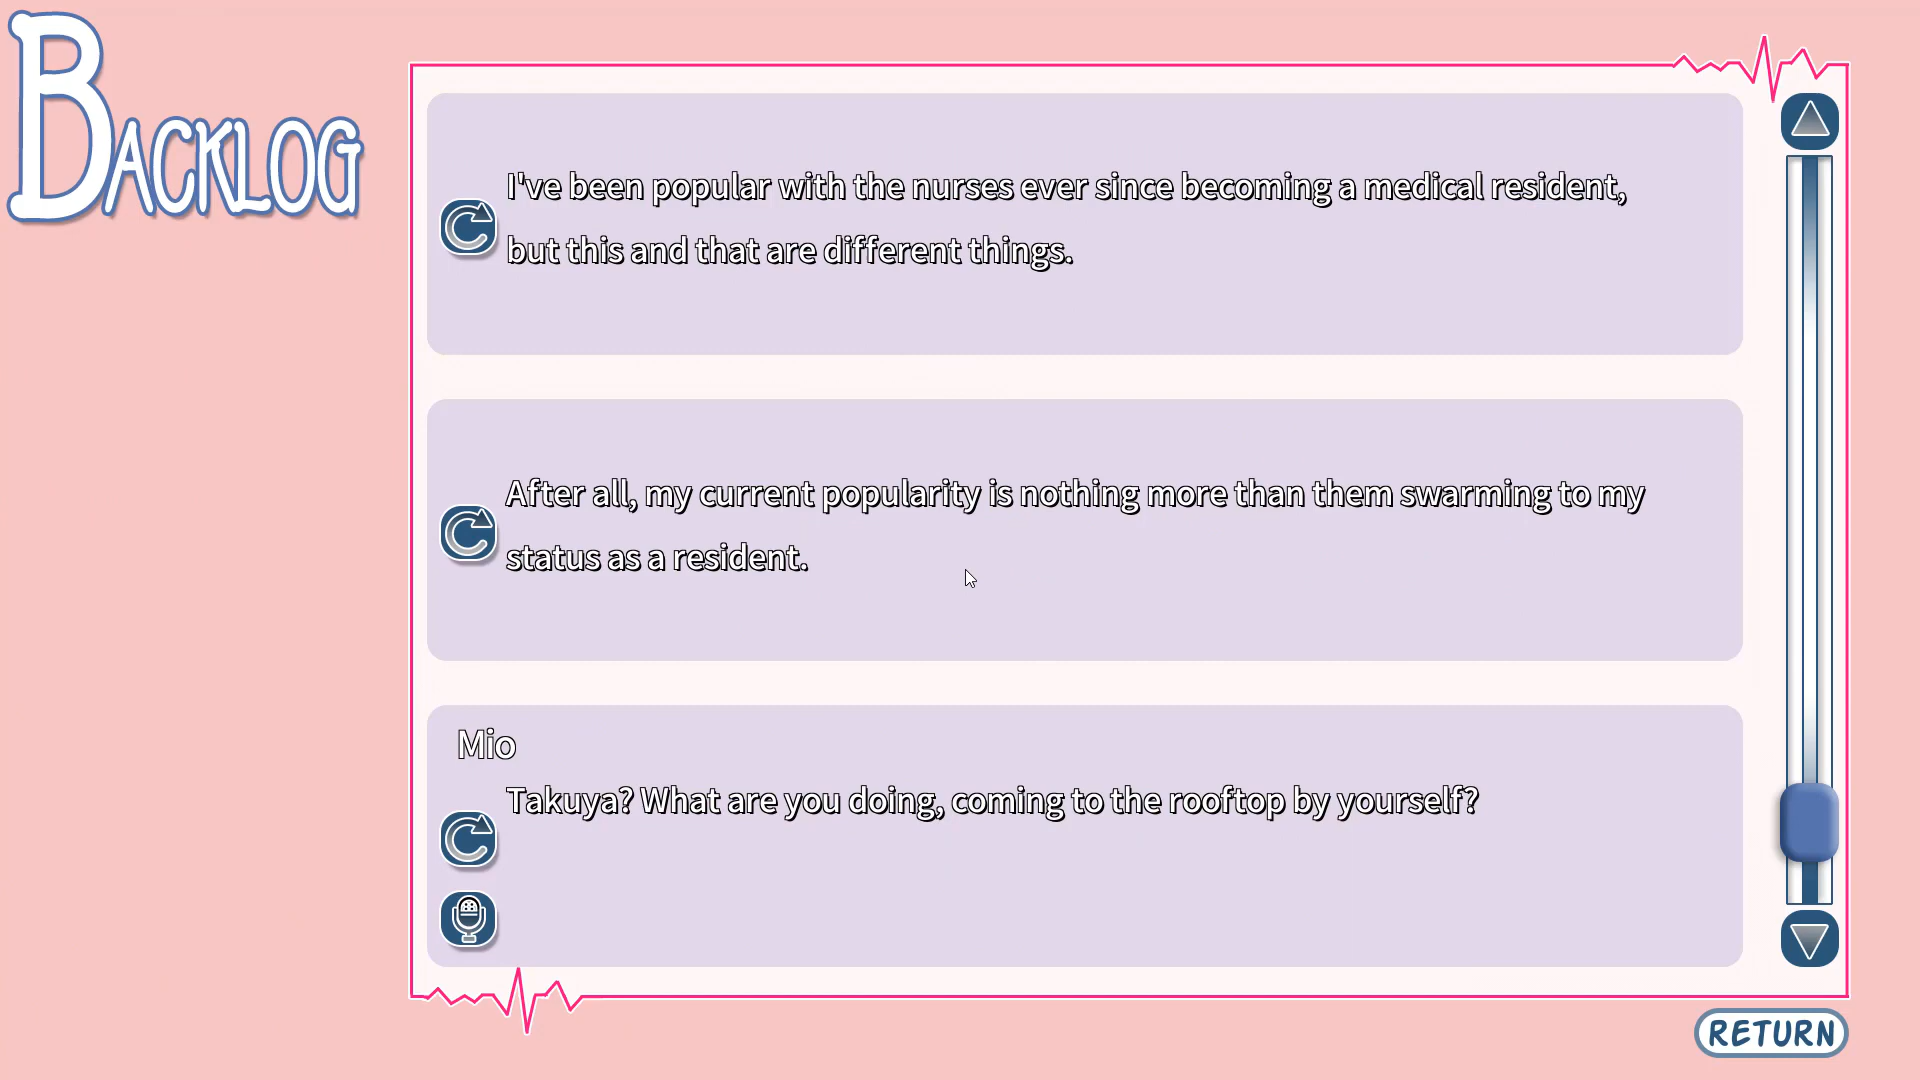 BACKLOG
I've been popular with the nurses ever since becoming a medical resident,
but this and that are different things.
After all, my current popularity is nothing more than them swarming to my
status as a resident.
Mio
Takuya? What are you doing, coming to the rooftop by yourself?
RETURN